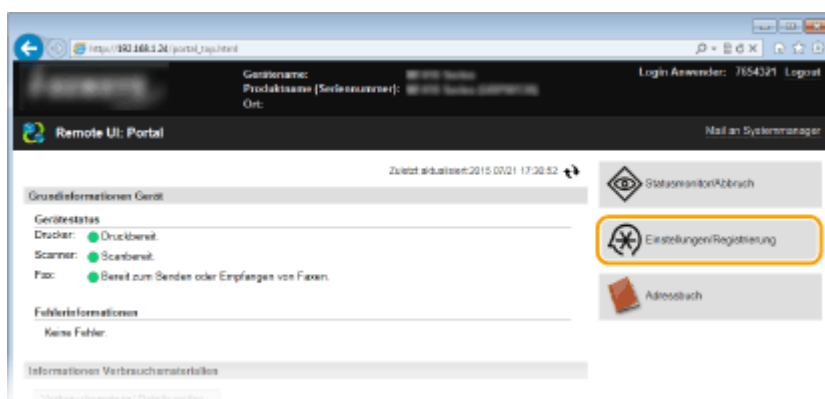 http://192.168.1.24/portal_top.html
Gerätename:
Produktname (Seriennummer):
Ort:
Login Anwender: 7654321 Logout
Remote UI: Portal
Mail an Systemmanager
Zuletzt aktualisiert:2015 07/21 17:30:52
Grundinformationen Gerät
Gerätestatus
Drucker: Druckbereit.
Scanner: Scanbereit.
Fax: Bereit zum Senden oder Empfangen von Faxen.
Fehlerinformationen
Keine Fehler.
Informationen Verbrauchsmaterialien
Statusmonitor/Abbruch
Einstellungen/Registrierung
Adressbuch